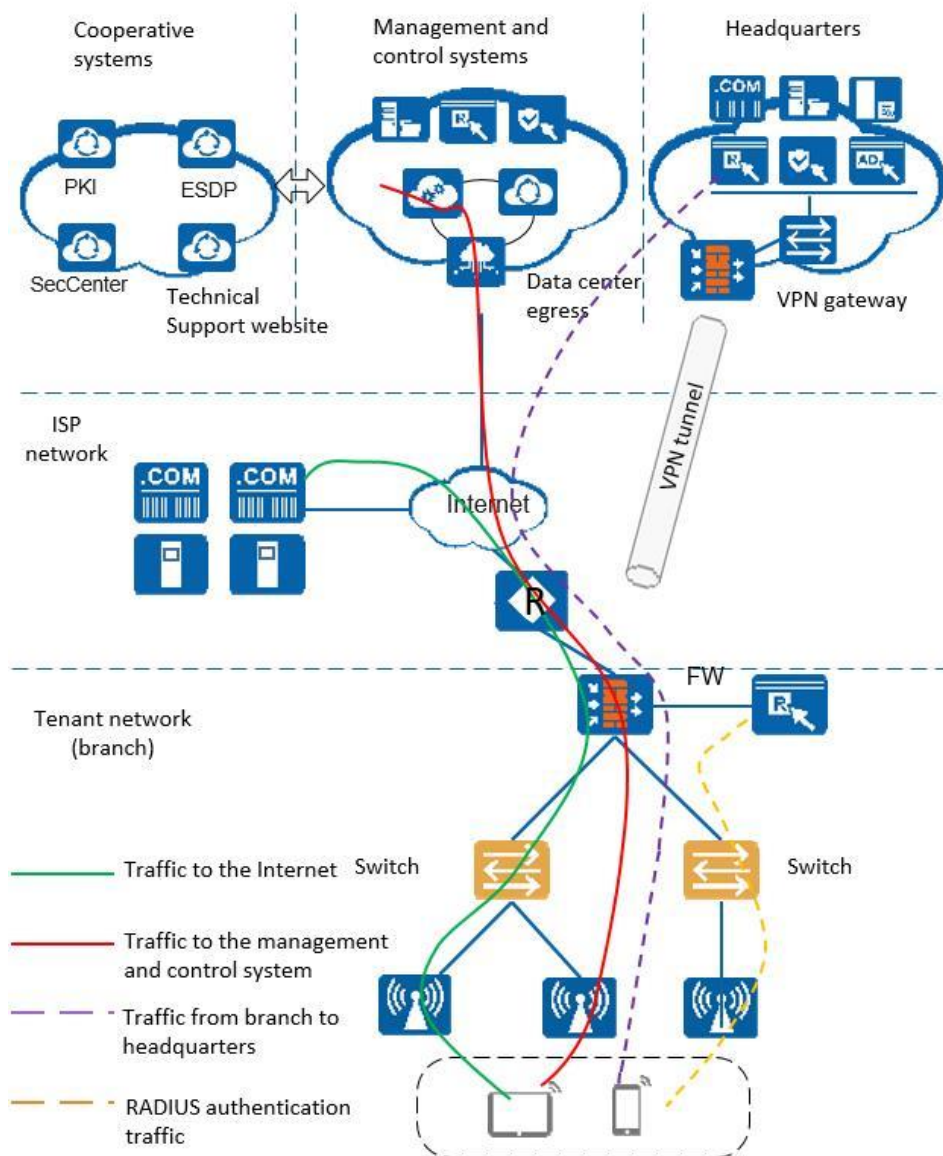 Cooperative
systems
Management and
control systems
Headquarters
.COM
R
R
AD
PKI
ESDP
SecCenter
Technical
Support website
Data center
egress
VPN gateway
VPN tunnel
ISP
network
.COM
.COM
Internet
R
FW
R
Tenant network
(branch)
Switch
Switch
Traffic to the Internet
Traffic to the management
and control system
Traffic from branch to
headquarters
RADIUS authentication
traffic